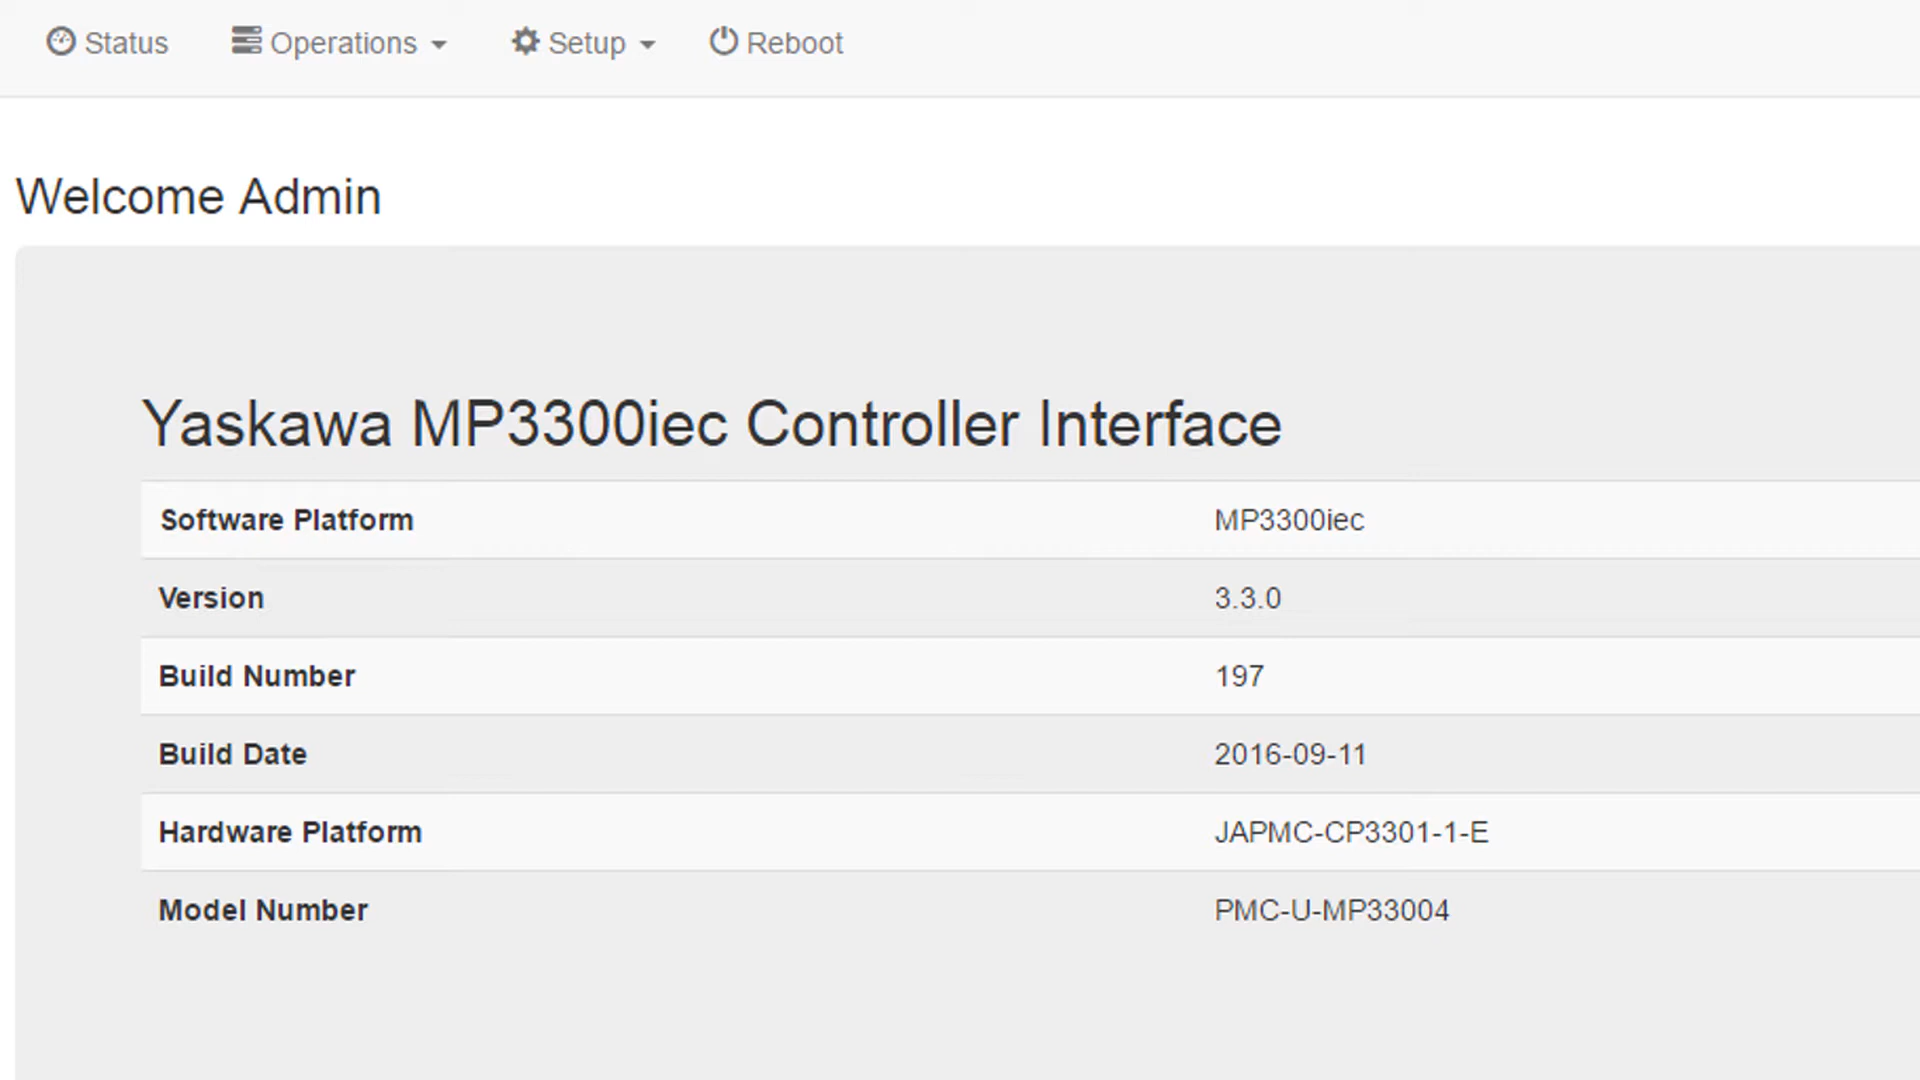 Status Operations Setup Reboot
Welcome Admin
Yaskawa MP3300iec Controller Interface
Software Platform MP3300iec
Version 3.3.0
Build Number 197
Build Date 2016-09-11
Hardware Platform JAPMC-CP3301-1-E
Model Number PMC-U-MP33004